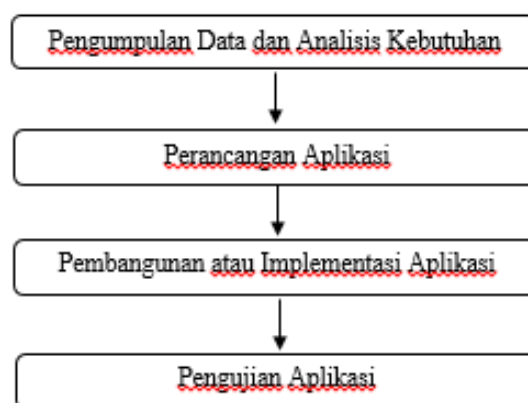 Pengumpulan Data dan Analisis Kebutuhan
Perancangan Aplikasi
Pembangunan atau Implementasi Aplikasi
Pengujian Aplikasi